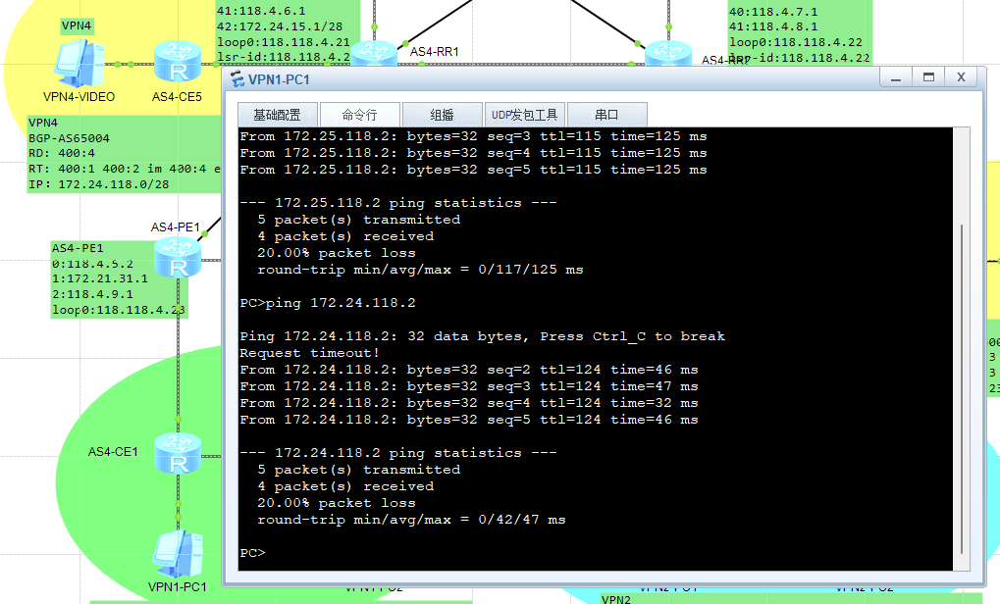 41:118.4.6.1
42:172.24.15.1/28
loop0:118.118.4.21
lsr-id:118.118.4.2
40:118.4.7.1
41:118.4.8.1
loop0:118.118.4.22
lsr-id:118.118.4.22
VPN4
AS4-RR1
VPN4-VIDEO
AS4-CE5
VPN4
BGP-AS65004
RD: 400:4
RT: 400:1 400:2 im 400:4 e
IP: 172.24.118.0/28
AS4-PE1
AS4-PE1
0:118.4.5.2
1:172.21.31.1
2:118.4.9.1
loop0:118.118.4.23
AS4-CE1
VPN1-PC1
VPN1-PC1
基础配置
命令行
组播
UDP发包工具
串口
From 172.25.118.2: bytes=32 seq=3 ttl=115 time=125 ms
From 172.25.118.2: bytes=32 seq=4 ttl=115 time=125 ms
From 172.25.118.2: bytes=32 seq=5 ttl=115 time=125 ms
--- 172.25.118.2 ping statistics ---
5 packet(s) transmitted
4 packet(s) received
20.00% packet loss
round-trip min/avg/max = 0/117/125 ms
PC>ping 172.24.118.2
Ping 172.24.118.2: 32 data bytes, Press Ctrl_C to break
Request timeout!
From 172.24.118.2: bytes=32 seq=2 ttl=124 time=46 ms
From 172.24.118.2: bytes=32 seq=3 ttl=124 time=47 ms
From 172.24.118.2: bytes=32 seq=4 ttl=124 time=32 ms
From 172.24.118.2: bytes=32 seq=5 ttl=124 time=46 ms
--- 172.24.118.2 ping statistics ---
5 packet(s) transmitted
4 packet(s) received
20.00% packet loss
round-trip min/avg/max = 0/42/47 ms
PC>
VPN2